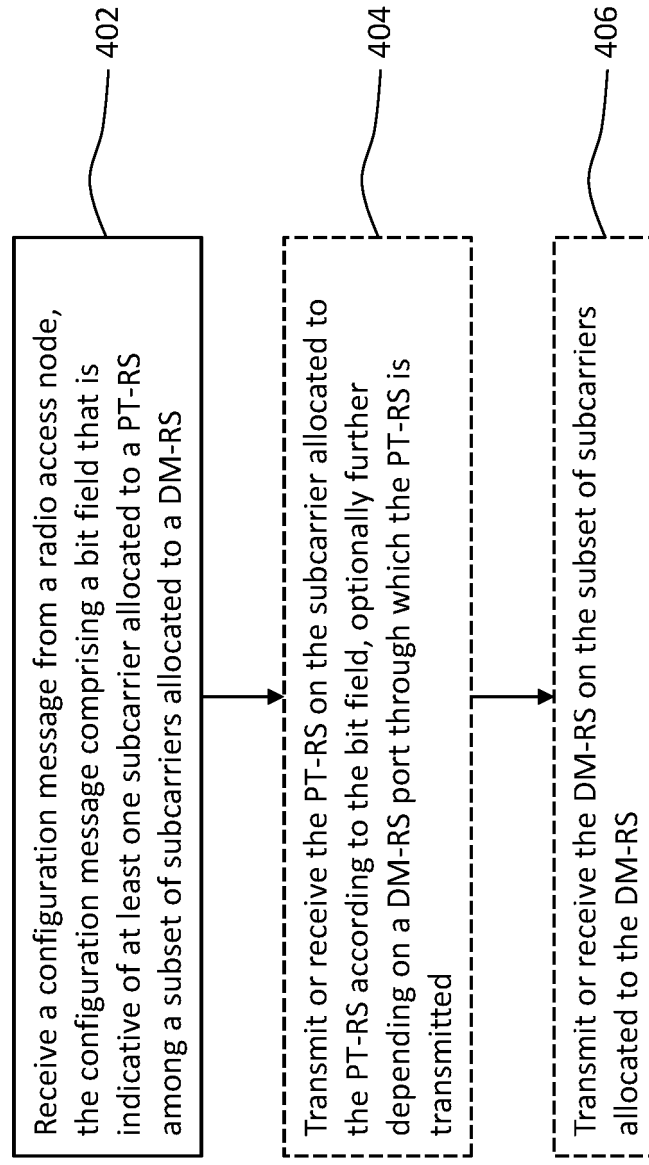 Receive a configuration message from a radio access node,
the configuration message comprising a bit field that is
indicative of at least one subcarrier allocated to a PT-RS
among a subset of subcarriers allocated to a DM-RS
402
Transmit or receive the PT-RS on the subcarrier allocated to
the PT-RS according to the bit field, optionally further
depending on a DM-RS port through which the PT-RS is
transmitted
404
Transmit or receive the DM-RS on the subset of subcarriers
allocated to the DM-RS
406